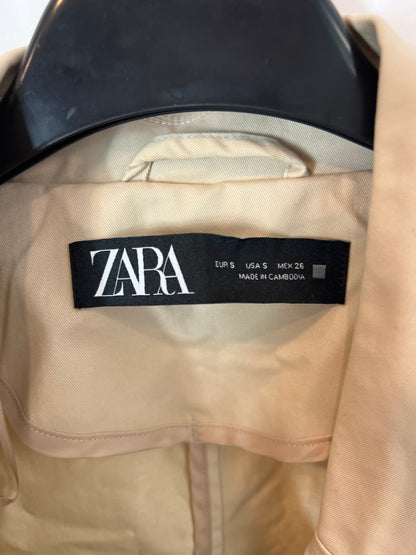 ZARA
EUR S USA S MEX 26
MADE IN CAMBODIA